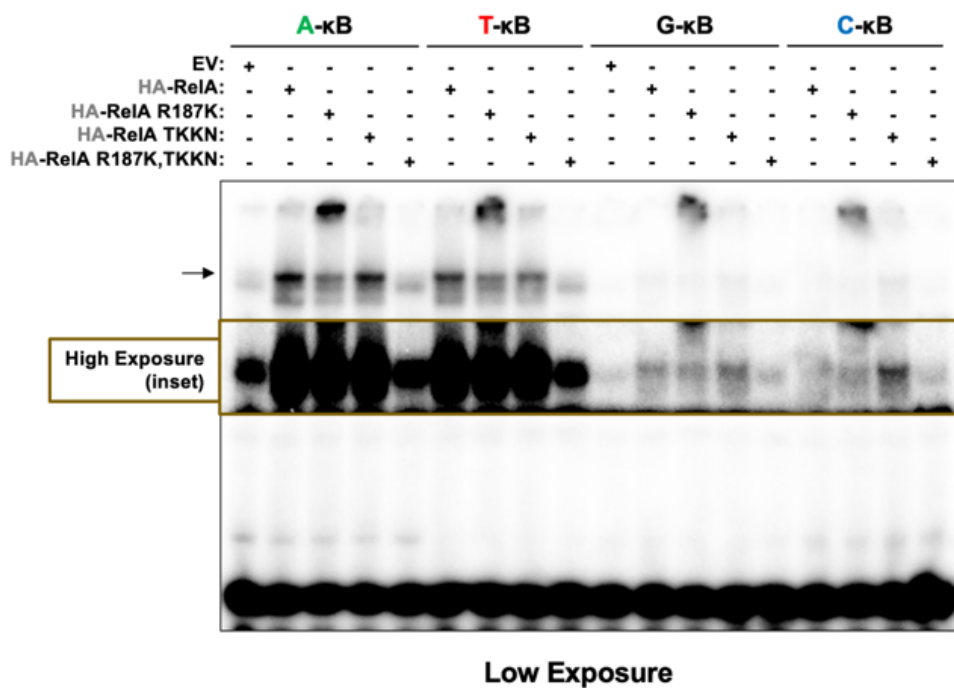 A-κB T-κB G-κB C-κB
EV: + - - - - - - - - + - - - - - - - -
HA-RelA: - + - - - + - - - - + - - - + - - -
HA-RelA R187K: - - + - - - + - - - - + - - - + - -
HA-RelA TKKN: - - - + - - - + - - - - + - - - + -
HA-RelA R187K,TKKN: - - - - + - - - + - - - - + - - - +
High Exposure
(inset)
Low Exposure